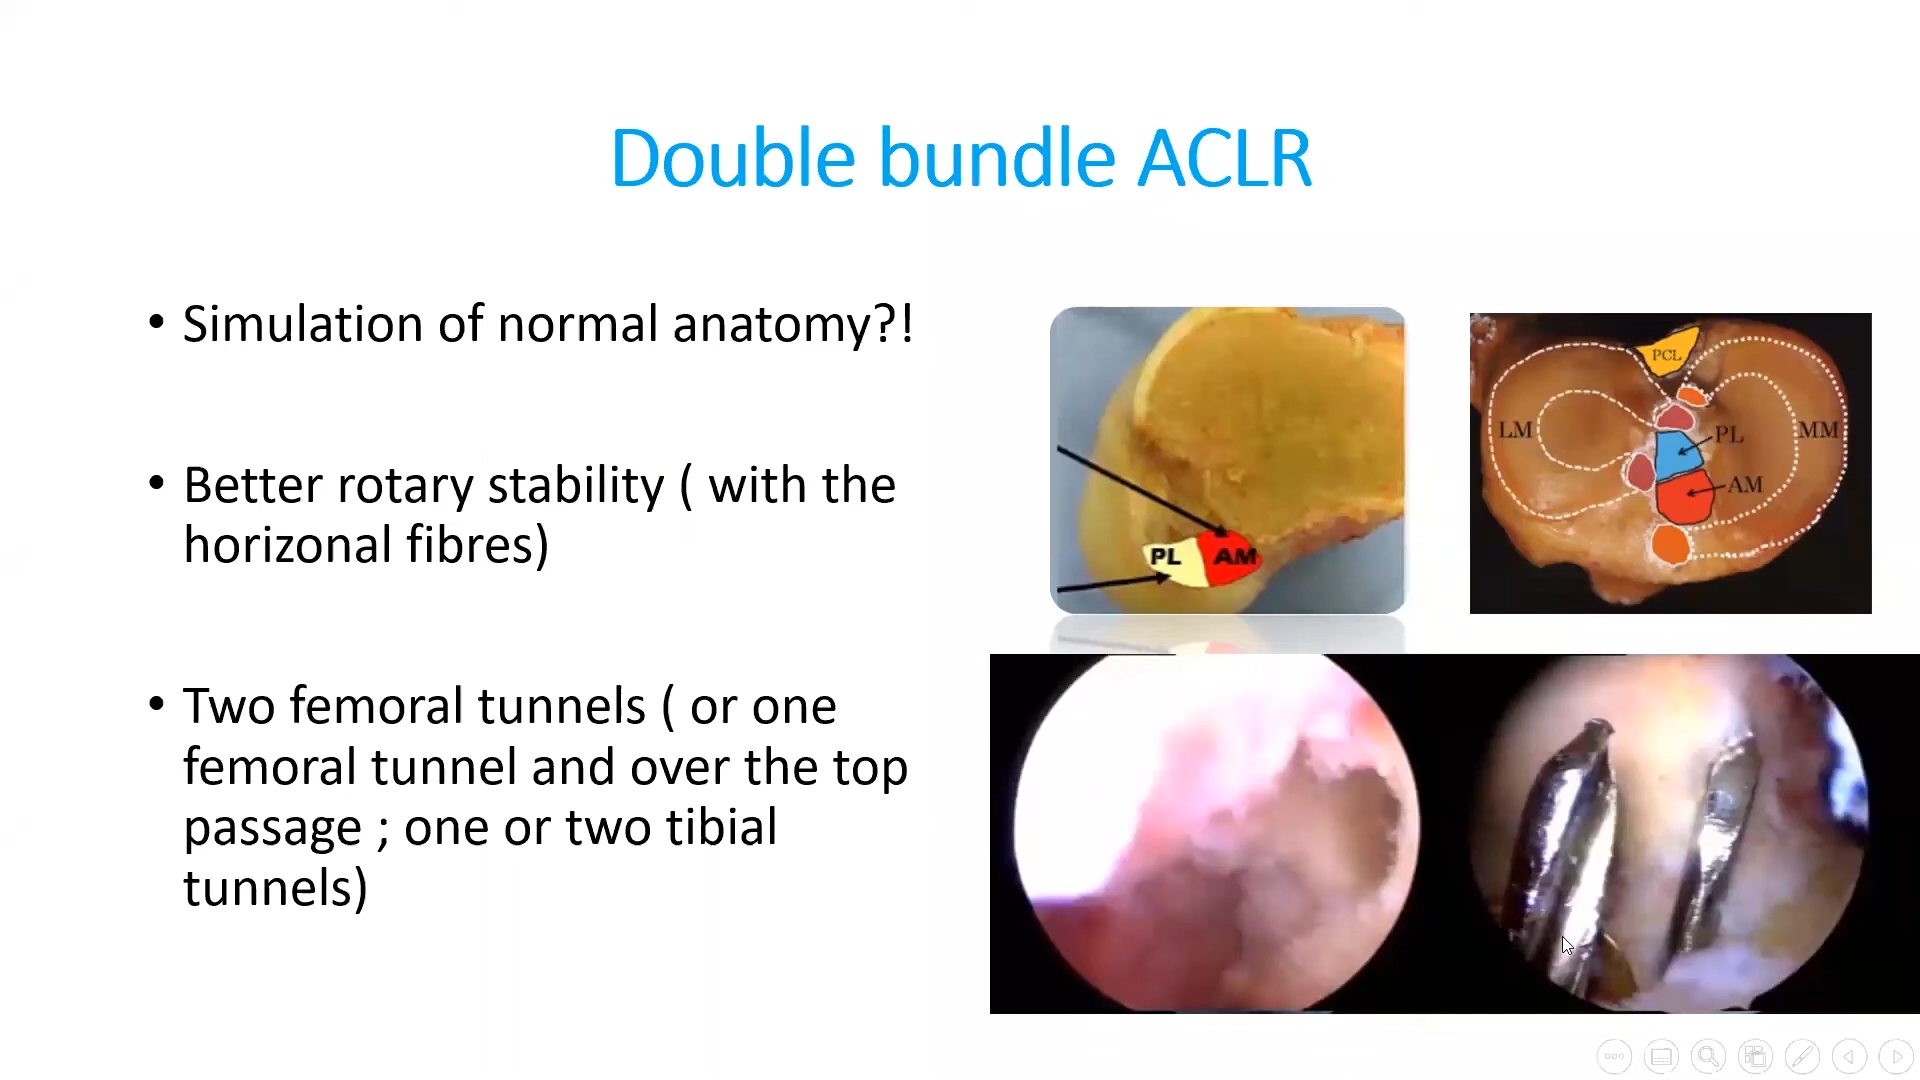 Double bundle ACLR
• Simulation of normal anatomy?!
• Better rotary stability ( with the
horizonal fibres)
• Two femoral tunnels ( or one
femoral tunnel and over the top
passage ; one or two tibial
tunnels)
PL AM
PCL
LM
PL
MM
AM